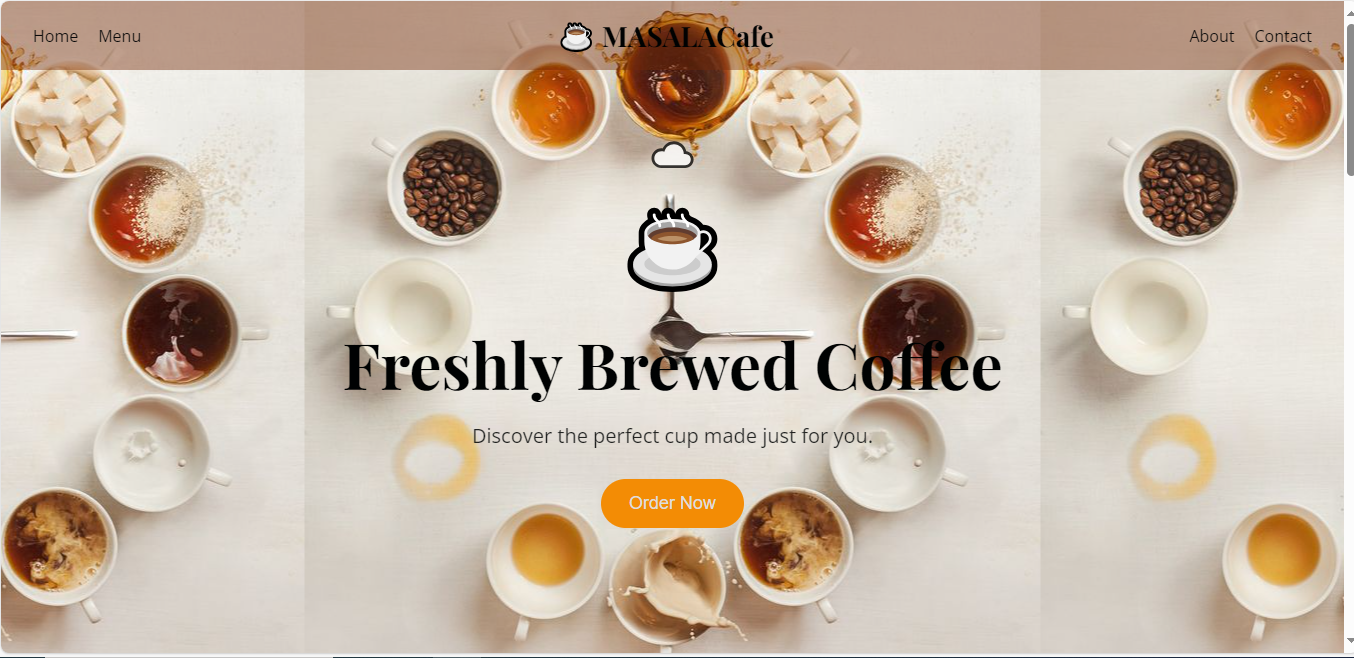 Home Menu
MASALACafe
About Contact
Freshly Brewed Coffee
Discover the perfect cup made just for you.
Order Now